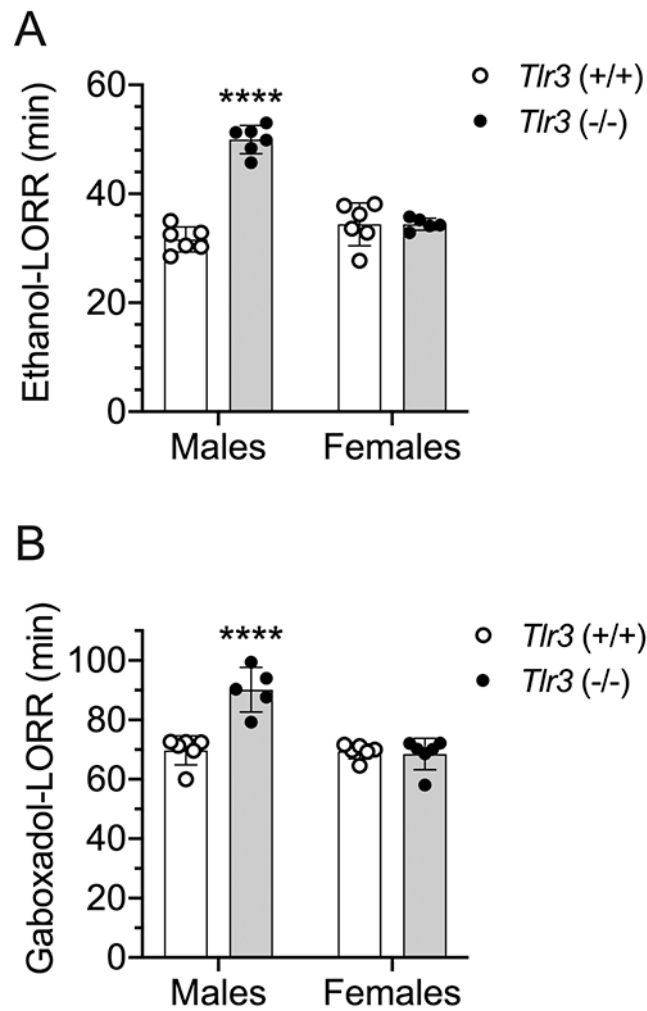 A
Ethanol-LORR (min)
60
40
20
0
****
Tlr3 (+/+)
Tlr3 (-/-)
Males
Females
B
Gaboxadol-LORR (min)
100
80
60
40
20
0
****
Tlr3 (+/+)
Tlr3 (-/-)
Males
Females